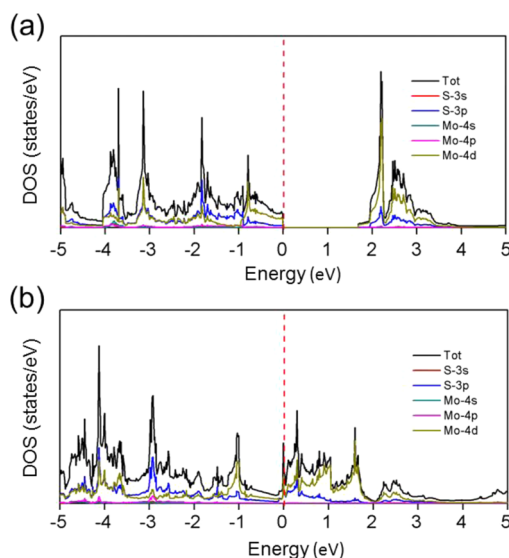 (a)
DOS (states/eV)
Tot
S-3s
S-3p
Mo-4s
Mo-4p
Mo-4d
-5 -4 -3 -2 -1 0 1 2 3 4 5
Energy (eV)
(b)
DOS (states/eV)
Tot
S-3s
S-3p
Mo-4s
Mo-4p
Mo-4d
-5 -4 -3 -2 -1 0 1 2 3 4 5
Energy (eV)